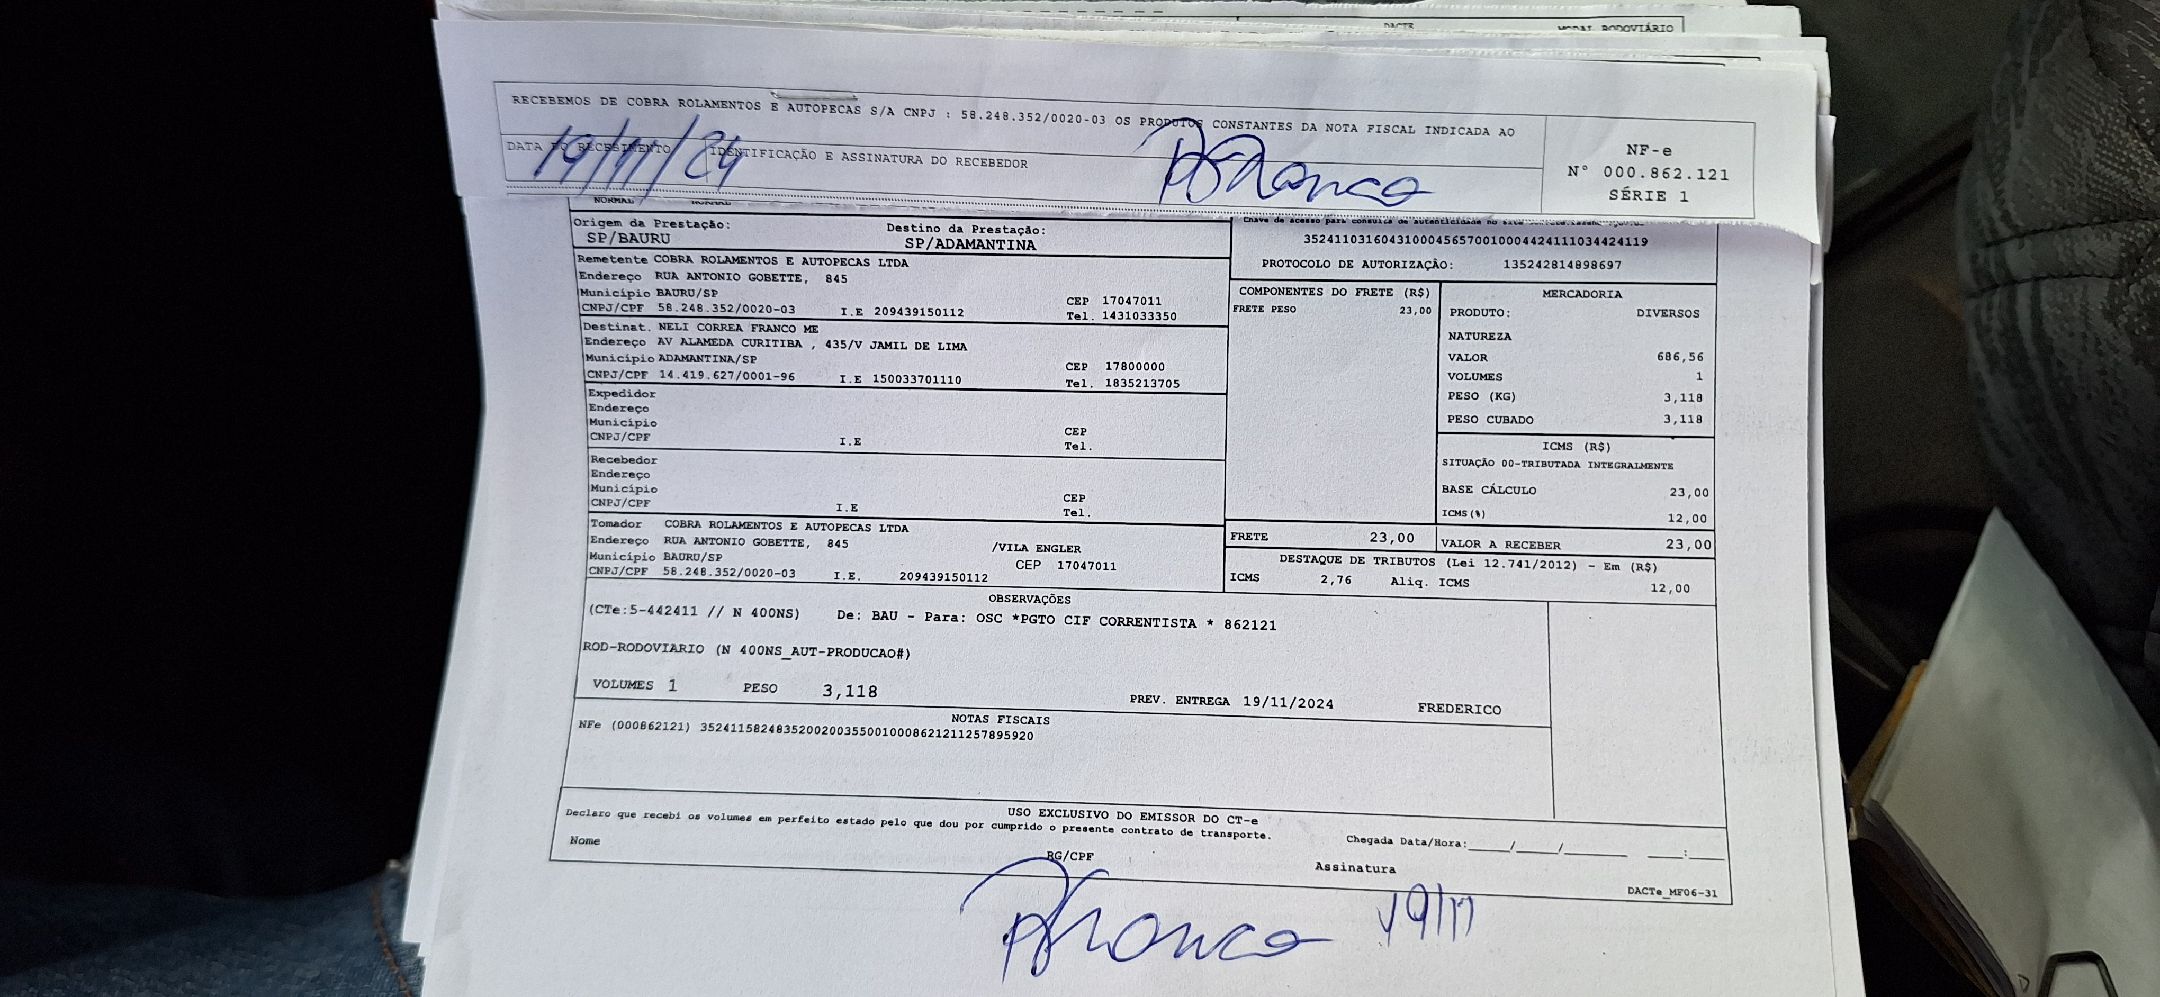 DACTE MODAL RODOVIÁRIO
RECEBEMOS DE COBRA ROLAMENTOS E AUTOPECAS S/A CNPJ : 58.248.352/0020-03 OS PRODUTOS CONSTANTES DA NOTA FISCAL INDICADA AO
DATA DO RECEBIMENTO IDENTIFICAÇÃO E ASSINATURA DO RECEBEDOR
19/11/24
Franco
NF-e
N° 000.862.121
SÉRIE 1
NORMAL NORMAL
Origem da Prestação: Destino da Prestação:
SP/BAURU SP/ADAMANTINA
Chave de acesso para consulta de autenticidade no site
35241103160431000456570010004424111034424119
PROTOCOLO DE AUTORIZAÇÃO: 135242814898697
Remetente COBRA ROLAMENTOS E AUTOPECAS LTDA
Endereço RUA ANTONIO GOBETTE, 845
Município BAURU/SP CEP 17047011
CNPJ/CPF 58.248.352/0020-03 I.E 209439150112 Tel. 1431033350
Destinat. NELI CORREA FRANCO ME
Endereço AV ALAMEDA CURITIBA , 435/V JAMIL DE LIMA
Município ADAMANTINA/SP CEP 17800000
CNPJ/CPF 14.419.627/0001-96 I.E 150033701110 Tel. 1835213705
Expedidor
Endereço
Município CEP
CNPJ/CPF I.E Tel.
Recebedor
Endereço
Município CEP
CNPJ/CPF I.E Tel.
Tomador COBRA ROLAMENTOS E AUTOPECAS LTDA
Endereço RUA ANTONIO GOBETTE, 845 /VILA ENGLER
Município BAURU/SP CEP 17047011
CNPJ/CPF 58.248.352/0020-03 I.E. 209439150112
COMPONENTES DO FRETE (R$)
FRETE PESO 23,00
MERCADORIA
PRODUTO: DIVERSOS
NATUREZA
VALOR 686,56
VOLUMES 1
PESO (KG) 3,118
PESO CUBADO 3,118
ICMS (R$)
SITUAÇÃO 00-TRIBUTADA INTEGRALMENTE
BASE CÁLCULO 23,00
ICMS(%) 12,00
FRETE 23,00 VALOR A RECEBER 23,00
DESTAQUE DE TRIBUTOS (Lei 12.741/2012) - Em (R$)
ICMS 2,76 Aliq. ICMS 12,00
OBSERVAÇÕES
(CTe:5-442411 // N 400NS) De: BAU - Para: OSC *PGTO CIF CORRENTISTA * 862121
ROD-RODOVIARIO (N 400NS_AUT-PRODUCAO#)
VOLUMES 1 PESO 3,118 PREV. ENTREGA 19/11/2024 FREDERICO
NOTAS FISCAIS
NFe (000862121) 35241158248352002003550010008621211257895920
USO EXCLUSIVO DO EMISSOR DO CT-e
Declaro que recebi os volumes em perfeito estado pelo que dou por cumprido o presente contrato de transporte.
Nome RG/CPF Assinatura Chegada Data/Hora:_____/_____/________ ____:____
DACTe_MF06-31
Franco 19/11